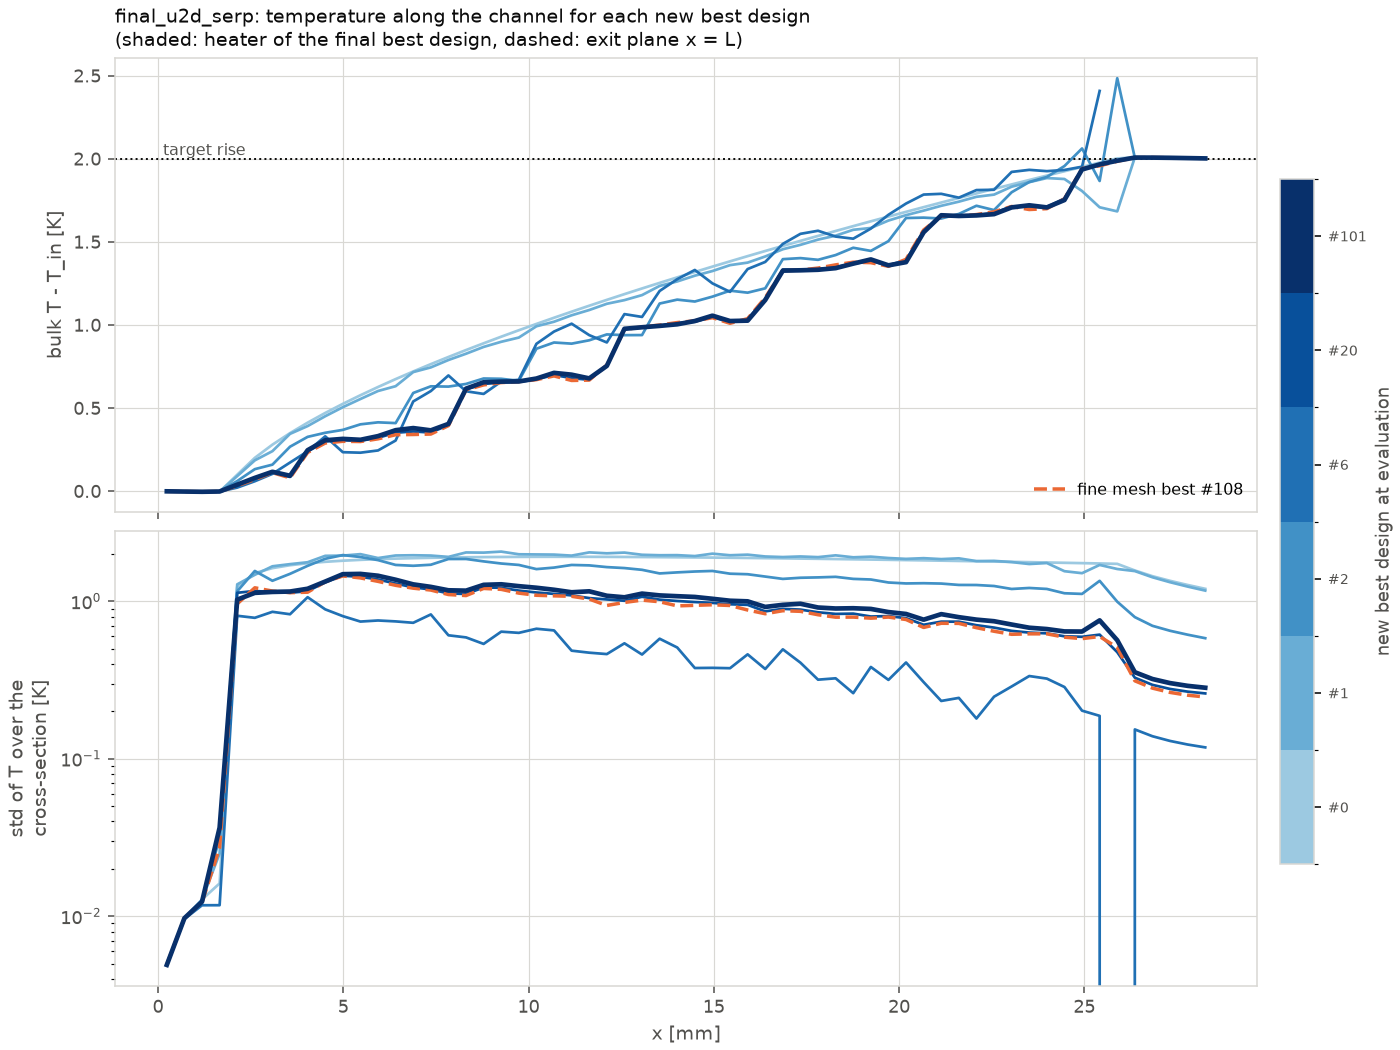 final_u2d_serp: temperature along the channel for each new best design
(shaded: heater of the final best design, dashed: exit plane x = L)
bulk T - T_in [K]
2.5
2.0
1.5
1.0
0.5
0.0
target rise
fine mesh best #108
std of T over the
cross-section [K]
10⁰
10⁻¹
10⁻²
0
5
10
15
20
25
x [mm]
#101
#20
#6
#2
#1
#0
new best design at evaluation